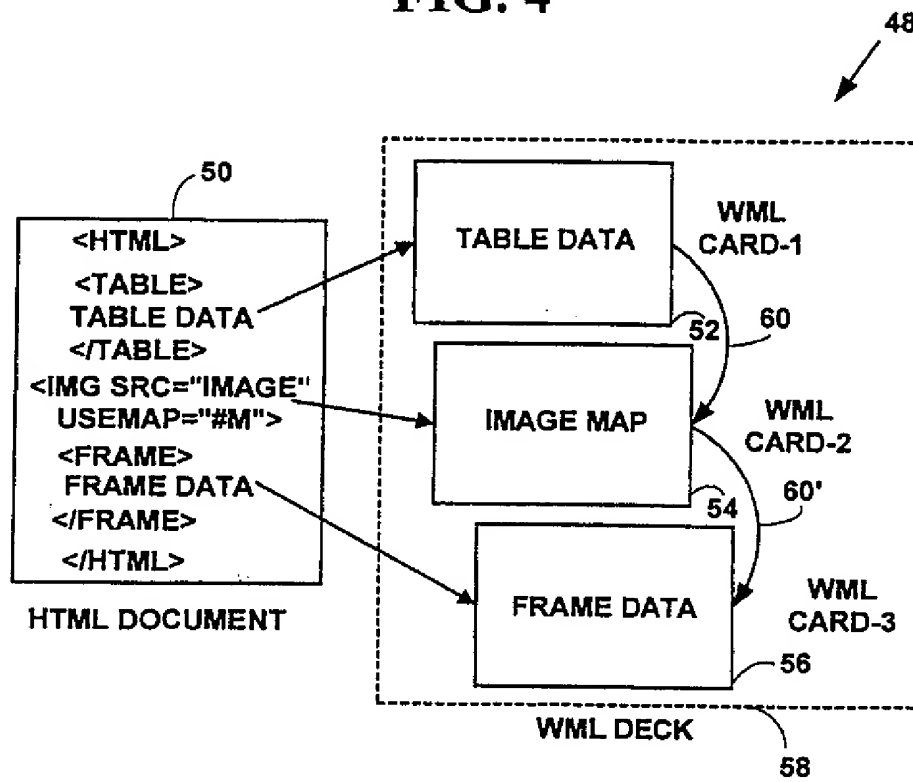 FIG. 4
48
50
<HTML>
<TABLE>
TABLE DATA
</TABLE>
<IMG SRC="IMAGE"
USEMAP="#M">
<FRAME>
FRAME DATA
</FRAME>
</HTML>
HTML DOCUMENT
TABLE DATA
WML
CARD-1
52
60
IMAGE MAP
WML
CARD-2
54
60'
FRAME DATA
WML
CARD-3
56
WML DECK
58